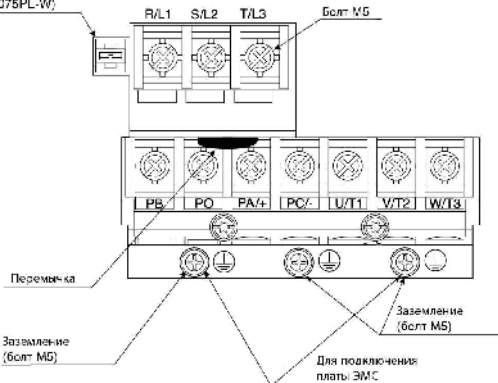 075PL-W)
R/L1 S/L2 T/L3
Болт M5
PB PO PA/+ PC/- U/T1 V/T2 W/T3
Перемычка
Заземление
(болт M5)
Заземление
(болт M5)
Для подключения
платы ЭМС